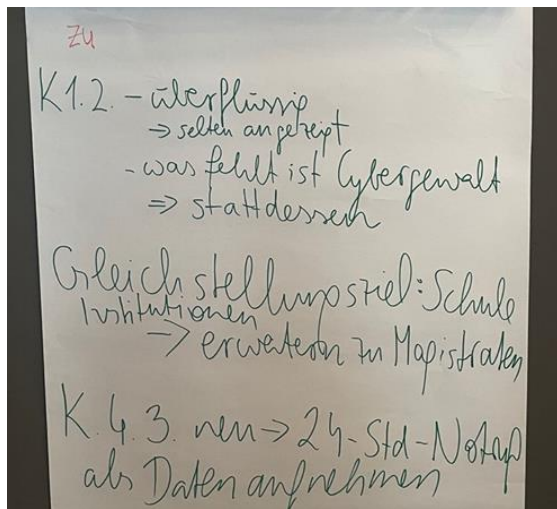 zu
K1.2. - überflüssig
→ selten angezeigt
- was fehlt ist Cybergewalt
⇒ stattdessen
Gleichstellungsziel: Schule
Institutionen
→ erweitern zu Magistraten
K.4.3. neu → 24-Std-Notruf
als Daten aufnehmen